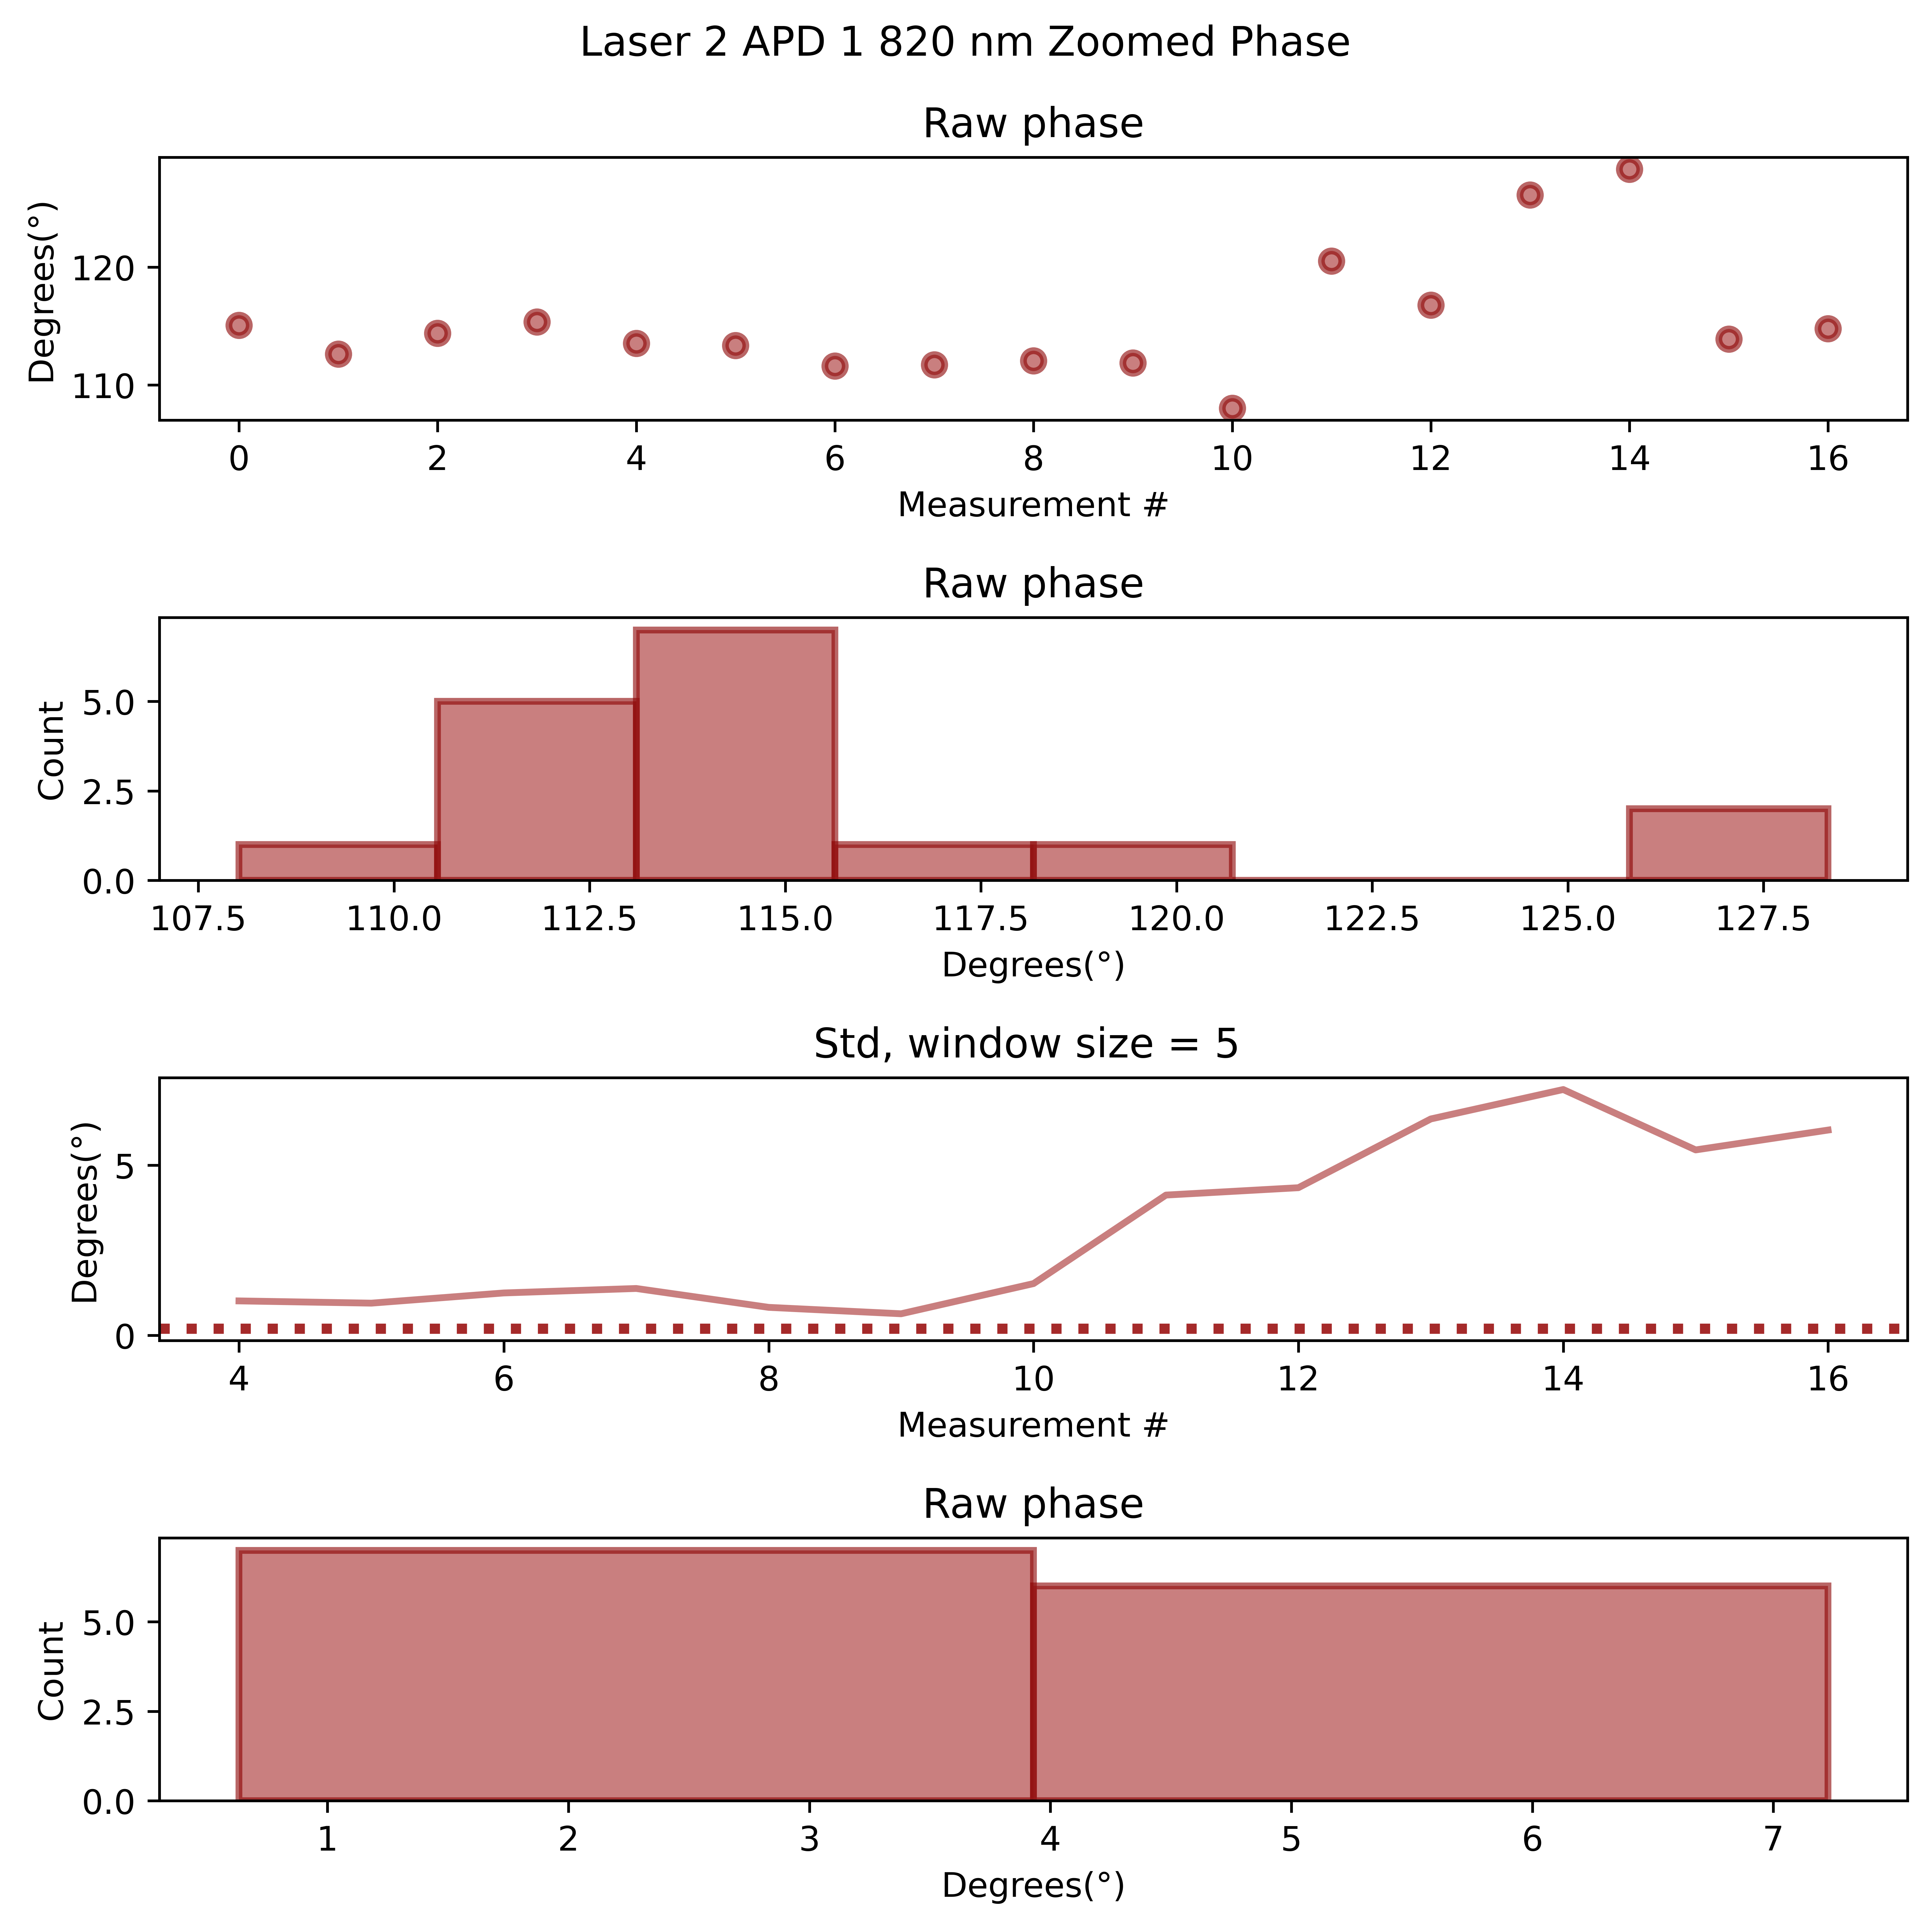 Laser 2 APD 1 820 nm Zoomed Phase
Raw phase
Degrees(°)
120
110
0 2 4 6 8 10 12 14 16
Measurement #
Raw phase
Count
5.0
2.5
0.0
107.5 110.0 112.5 115.0 117.5 120.0 122.5 125.0 127.5
Degrees(°)
Std, window size = 5
Degrees(°)
5
0
4 6 8 10 12 14 16
Measurement #
Raw phase
Count
5.0
2.5
0.0
1 2 3 4 5 6 7
Degrees(°)